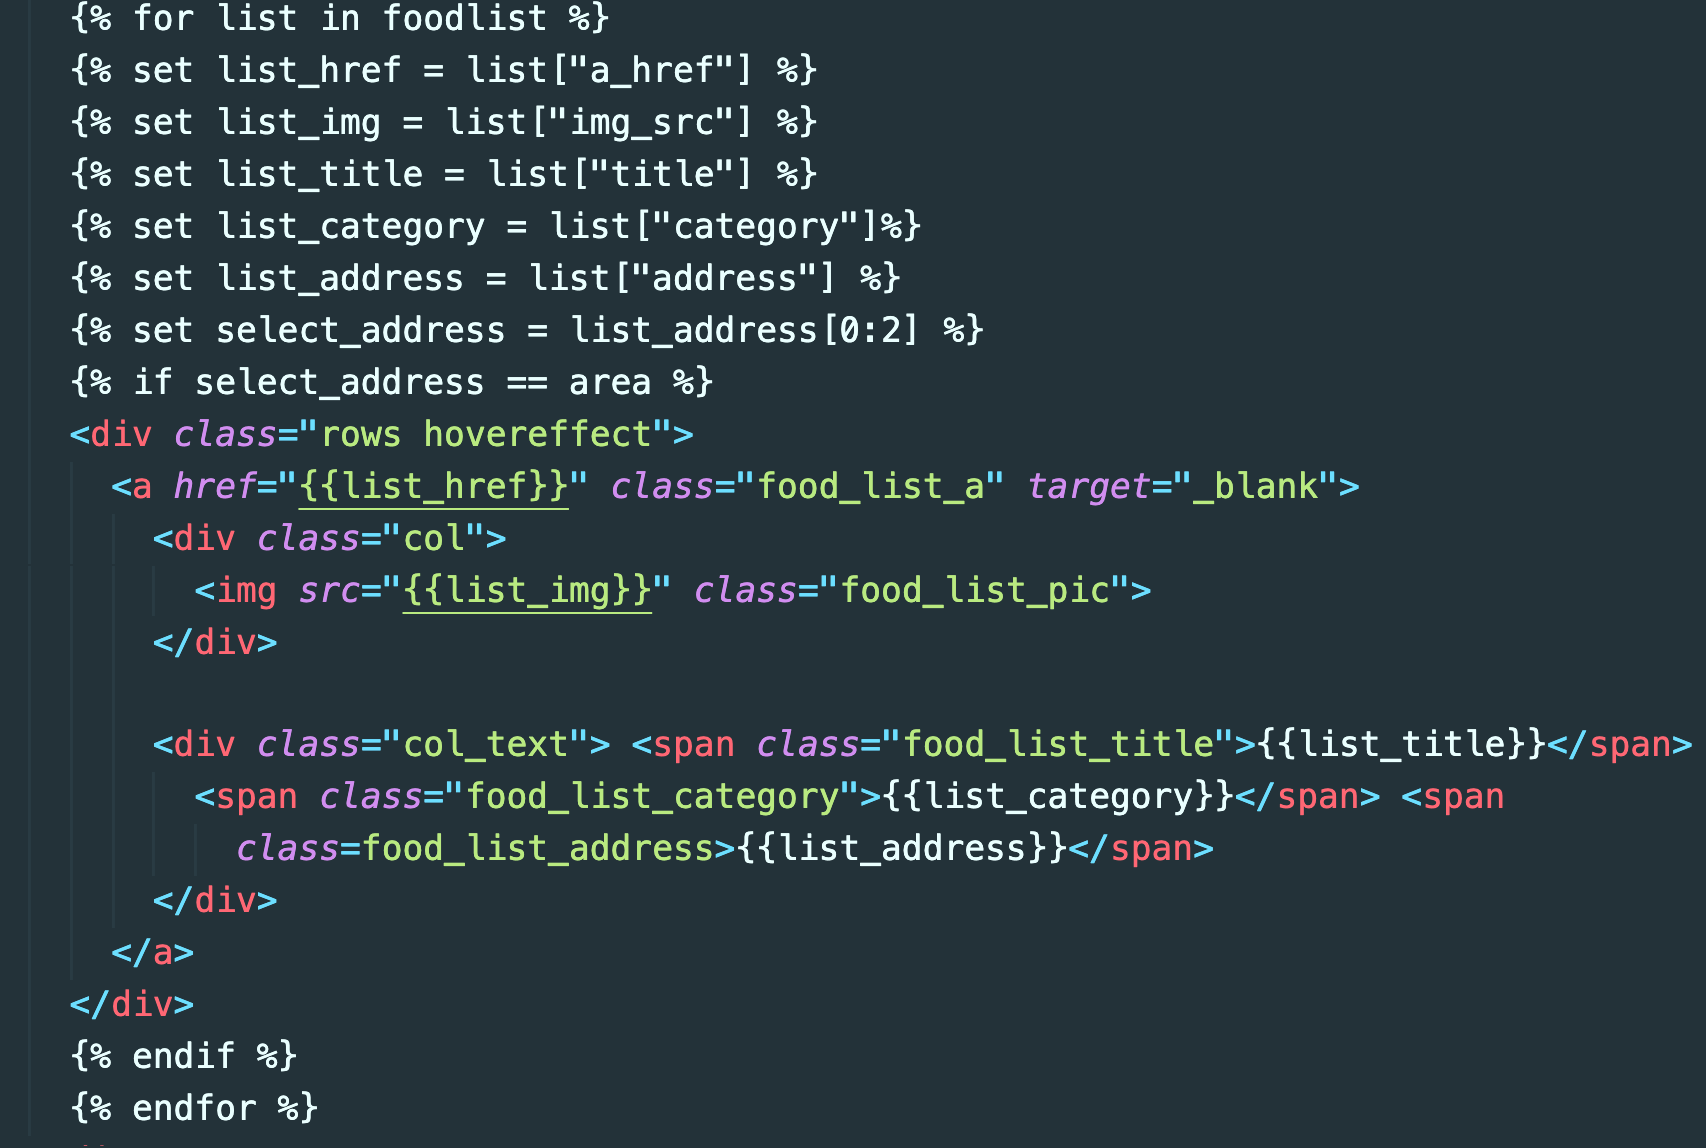 {% for list in foodlist %}
{% set list_href = list["a_href"] %}
{% set list_img = list["img_src"] %}
{% set list_title = list["title"] %}
{% set list_category = list["category"]%}
{% set list_address = list["address"] %}
{% set select_address = list_address[0:2] %}
{% if select_address == area %}
<div class="rows hovereffect">
<a href="{{list_href}}" class="food_list_a" target="_blank">
<div class="col">
<img src="{{list_img}}" class="food_list_pic">
</div>
<div class="col_text"> <span class="food_list_title">{{list_title}}</span>
<span class="food_list_category">{{list_category}}</span> <span
class=food_list_address>{{list_address}}</span>
</div>
</a>
</div>
{% endif %}
{% endfor %}